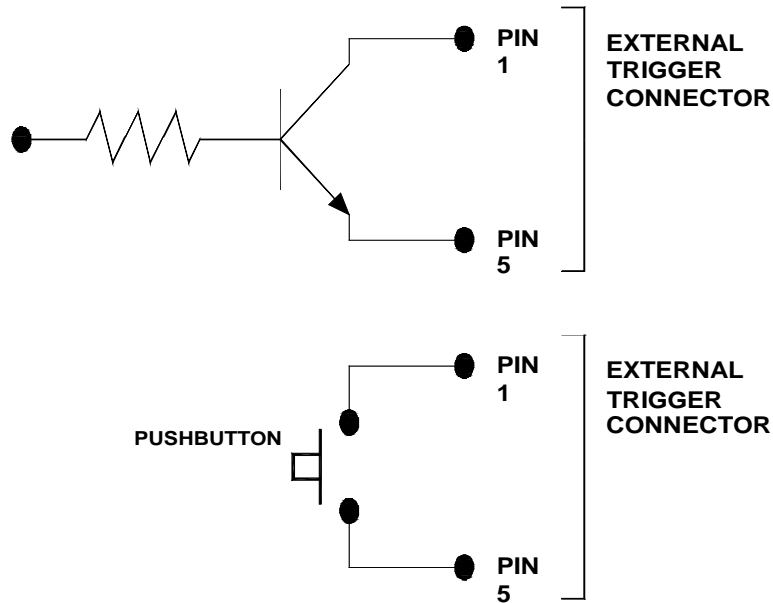 PIN
1
EXTERNAL
TRIGGER
CONNECTOR
PIN
5
PIN
1
EXTERNAL
TRIGGER
CONNECTOR
PUSHBUTTON
PIN
5